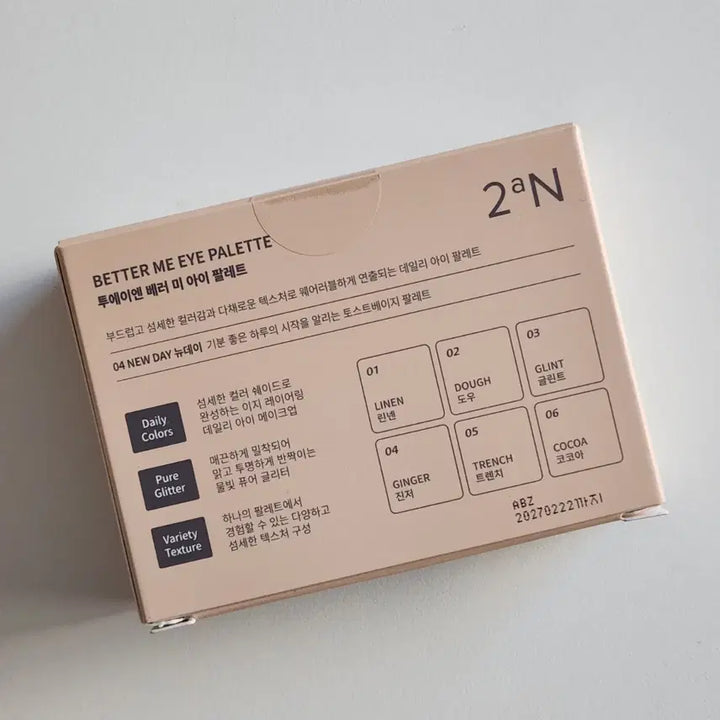 2aN
BETTER ME EYE PALETTE
투에이엔 베러 미 아이 팔레트
부드럽고 섬세한 컬러감과 다채로운 텍스처로 웨어러블하게 연출되는 데일리 아이 팔레트
04 NEW DAY 뉴데이 기분 좋은 하루의 시작을 알리는 토스트베이지 팔레트
Daily
Colors
섬세한 컬러 쉐이드로
완성하는 이지 레이어링
데일리 아이 메이크업
Pure
Glitter
매끈하게 밀착되어
맑고 투명하게 반짝이는
물빛 퓨어 글리터
Variety
Texture
하나의 팔레트에서
경험할 수 있는 다양하고
섬세한 텍스처 구성
01
LINEN
린넨
02
DOUGH
도우
03
GLINT
글린트
04
GINGER
진저
05
TRENCH
트렌치
06
COCOA
코코아
ABZ
20270222까지